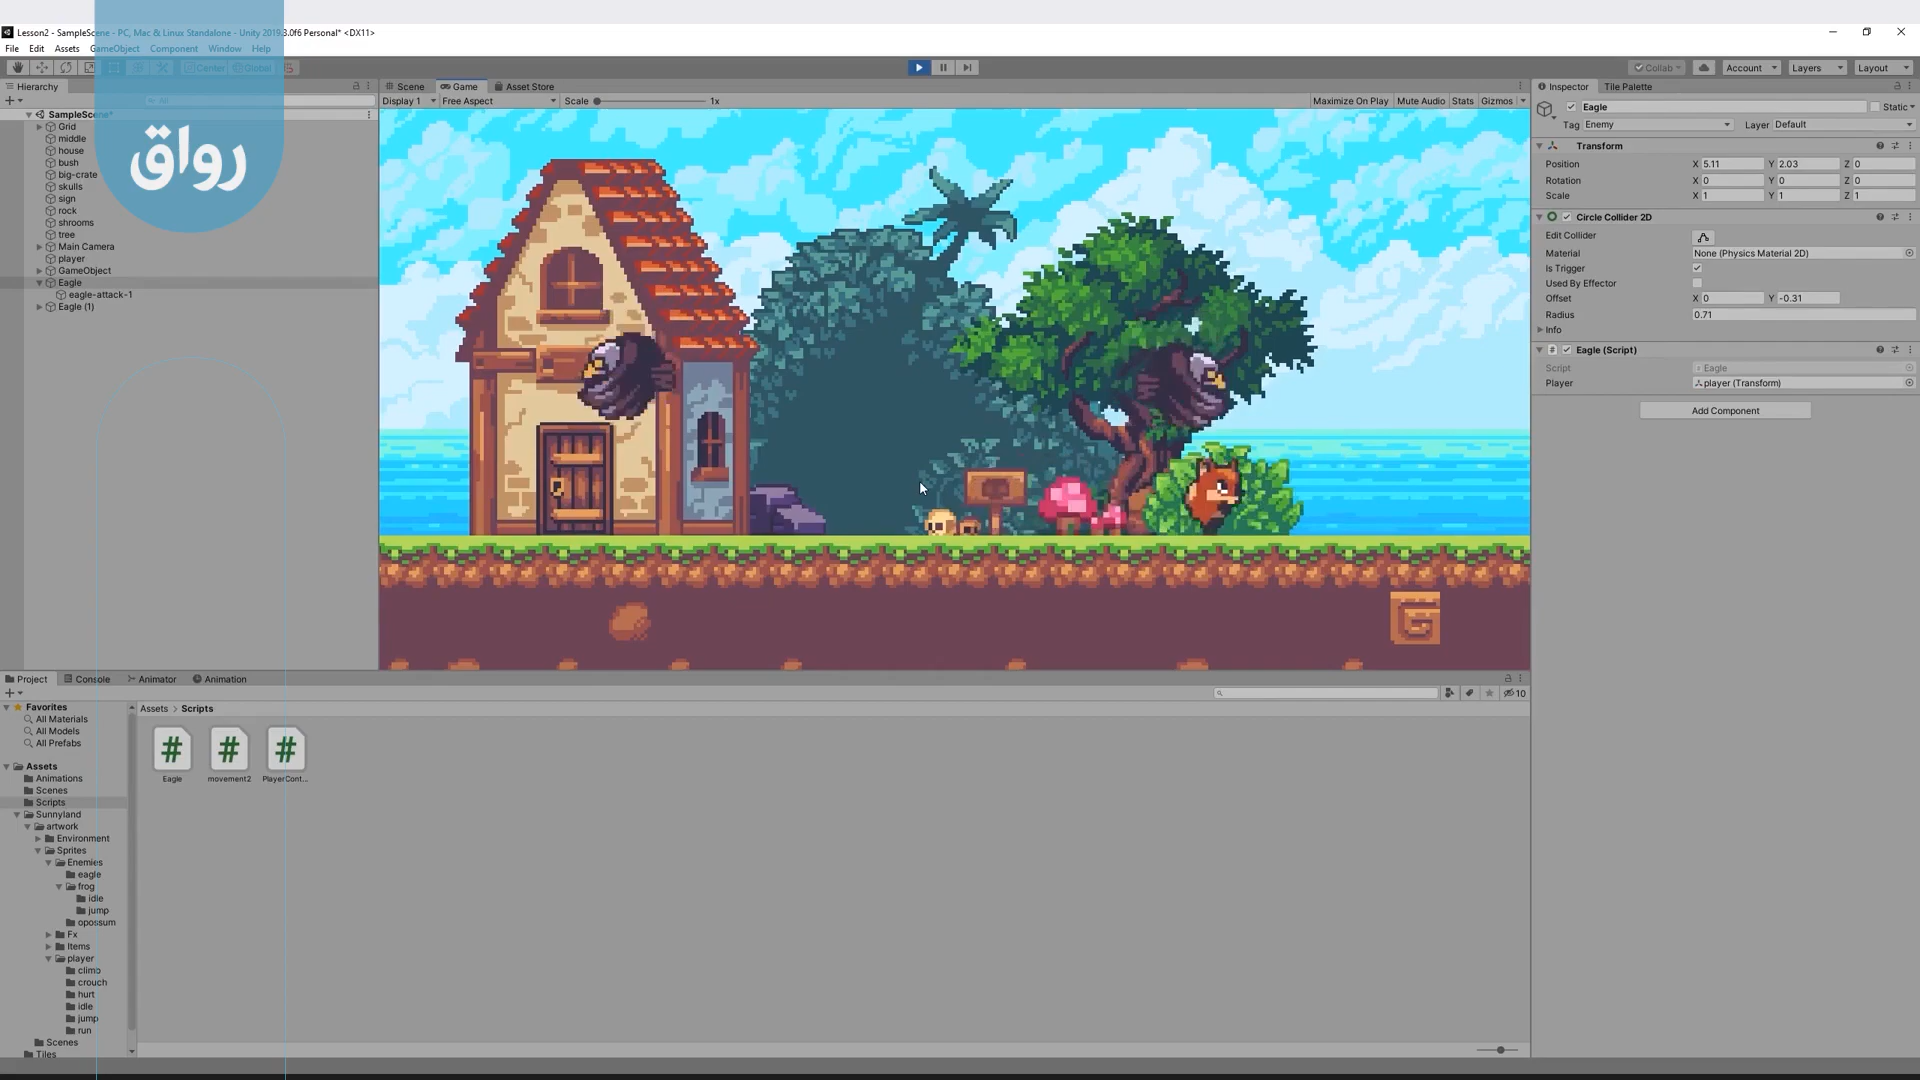 Lesson2 - SampleScene - PC, Mac & Linux Standalone - Unity 2019.3.0f6 Personal* <DX11>
File Edit Assets GameObject Component Window Help
Center Global
Collab Account Layers Layout
Hierarchy
All
SampleScene*
Grid
middle
house
bush
big-crate
skulls
sign
rock
shrooms
tree
Main Camera
player
GameObject
Eagle
eagle-attack-1
Eagle (1)
رواق
Scene Game Asset Store
Display 1 Free Aspect Scale 1x Maximize On Play Mute Audio Stats Gizmos
Inspector Tile Palette
Eagle Static
Tag Enemy Layer Default
Transform
Position X 5.11 Y 2.03 Z 0
Rotation X 0 Y 0 Z 0
Scale X 1 Y 1 Z 1
Circle Collider 2D
Edit Collider
Material None (Physics Material 2D)
Is Trigger
Used By Effector
Offset X 0 Y -0.31
Radius 0.71
Info
Eagle (Script)
Script Eagle
Player player (Transform)
Add Component
Project Console Animator Animation
10
Favorites
All Materials
All Models
All Prefabs
Assets
Animations
Scenes
Scripts
Sunnyland
artwork
Environment
Sprites
Enemies
eagle
frog
idle
jump
opossum
Fx
Items
player
climb
crouch
hurt
idle
jump
run
Scenes
Tiles
Assets > Scripts
Eagle movement2 PlayerCont...